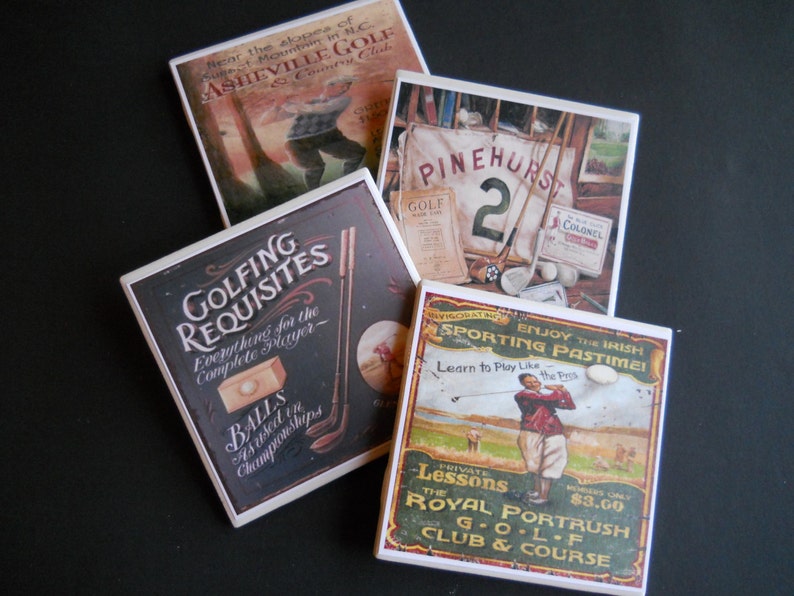 Near the slopes of
Sunset Mountain in N.C.
ASHEVILLE GOLF
& Country Club
PINEHURST
2
GOLF
MADE EASY
COLONEL
GOLFING
REQUISITES
Everything for the
Complete Player~
BALLS
As used in
Championships
INVIGORATING
ENJOY THE IRISH
SPORTING PASTIME!
Learn to Play Like ~
the Pros
PRIVATE
LESSONS
MEMBERS ONLY
$3.60
THE
ROYAL PORTRUSH
G·O·L·F
CLUB & COURSE